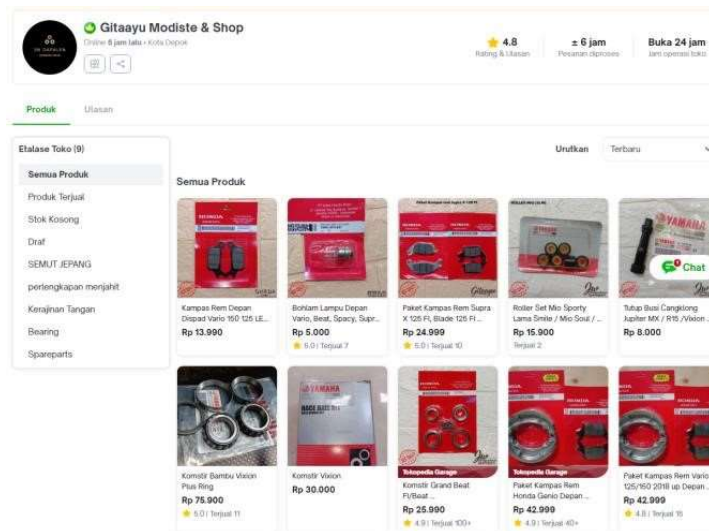 Gitaayu Modiste & Shop
Online 6 jam lalu • Kota Depok
4.8
Rating & Ulasan
± 6 jam
Pesanan diproses
Buka 24 jam
Jam operasi toko
Produk
Ulasan
Etalase Toko (9)
Semua Produk
Produk Terjual
Stok Kosong
Draf
SEMUT JEPANG
perlengkapan menjahit
Kerajinan Tangan
Bearing
Spareparts
Urutkan
Terbaru
Semua Produk
Kampas Rem Depan
Dispad Vario 150 125 LE...
Rp 13.990
Bohlam Lampu Depan
Vario, Beat, Spacy, Supr...
Rp 5.000
5.0 | Terjual 7
Paket Kampas Rem Supra
X 125 FI, Blade 125 FI ...
Rp 24.999
5.0 | Terjual 10
Roller Set Mio Sporty
Lama Smile / Mio Soul / ...
Rp 15.900
Terjual 2
YAMAHA
Chat
Tutup Busi Cangklong
Jupiter MX / R15 /Vixion ...
Rp 8.000
Komstir Bambu Vixion
Plus Ring
Rp 75.900
5.0 | Terjual 11
YAMAHA
Komstir Vixion
Rp 30.000
Tokopedia Garage
Komstir Grand Beat
FI/Beat ...
Rp 25.990
4.9 | Terjual 100+
Tokopedia Garage
Paket Kampas Rem
Honda Genio Depan ...
Rp 42.999
4.9 | Terjual 40+
Paket Kampas Rem Vario
125/150 2018 up Depan ...
Rp 42.999
4.8 | Terjual 16